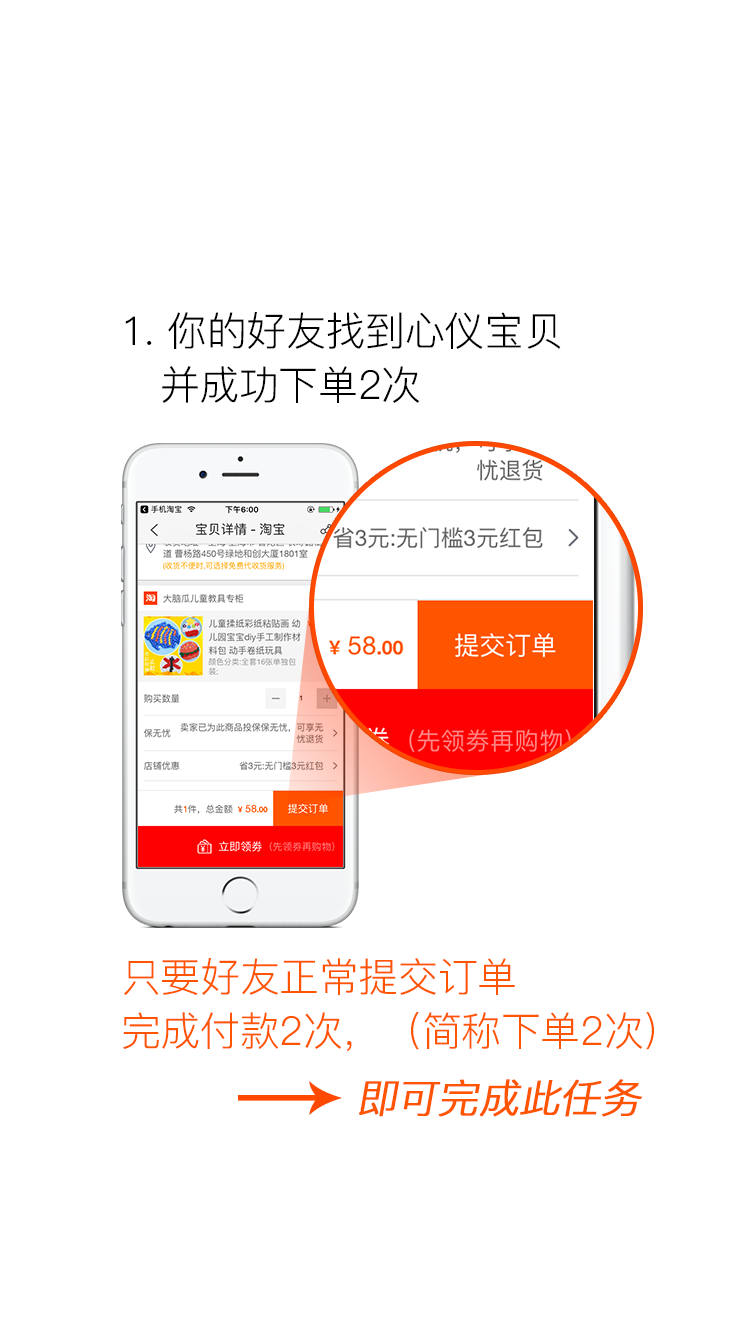 1. 你的好友找到心仪宝贝
并成功下单2次
手机淘宝
下午6:00
宝贝详情 - 淘宝
道 曹杨路450号绿地和创大厦1801室
(收货不便时,可选择免费代收货服务)
淘 大脑瓜儿童教具专柜
儿童揉纸彩纸粘贴画 幼
儿园宝宝diy手工制作材
料包 动手卷纸玩具
颜色分类:全套16张单独包
装;
购买数量
1
保无忧 卖家已为此商品投保保无忧，可享无
忧退货
店铺优惠 省3元:无门槛3元红包
共1件，总金额 ¥ 58.00 提交订单
立即领券 (先领券再购物)
忧退货
省3元:无门槛3元红包
¥ 58.00 提交订单
券 (先领券再购物)
只要好友正常提交订单
完成付款2次，（简称下单2次）
即可完成此任务